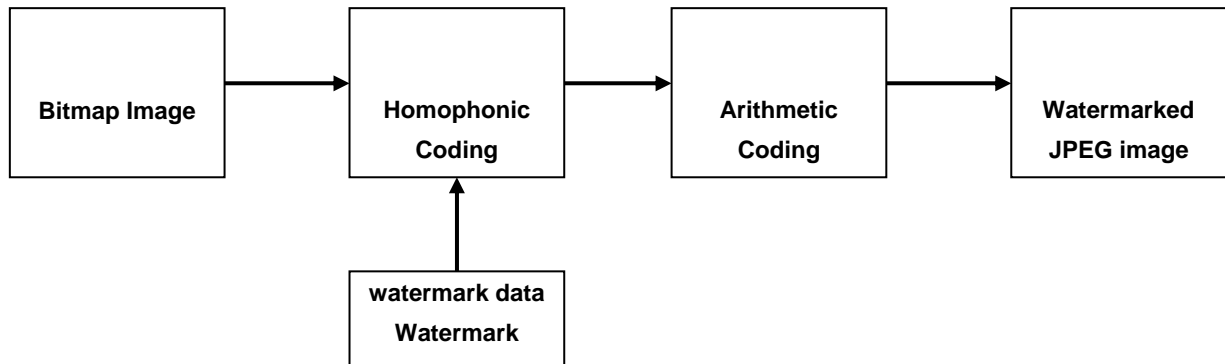 Bitmap Image
Homophonic
Coding
Arithmetic
Coding
Watermarked
JPEG image
watermark data
Watermark